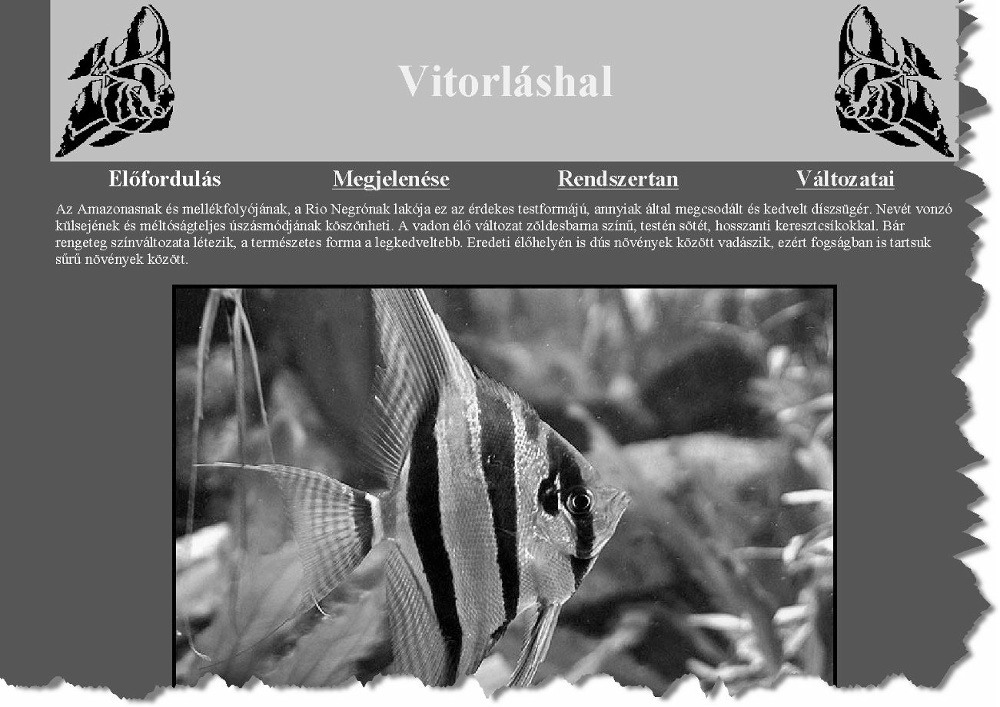 Vitorláshal
Előfordulás Megjelenése Rendszertan Változatai
Az Amazonasnak és mellékfolyójának, a Rio Negrónak lakója ez az érdekes testformájú, annyiak által megcsodált és kedvelt díszsügér. Nevét vonzó
külsejének és méltóságteljes úszásmódjának köszönheti. A vadon élő változat zöldesbarna színű, testén sötét, hosszanti keresztcsíkokkal. Bár
rengeteg színváltozata létezik, a természetes forma a legkedveltebb. Eredeti élőhelyén is dús növények között vadászik, ezért fogságban is tartsuk
sűrű növények között.